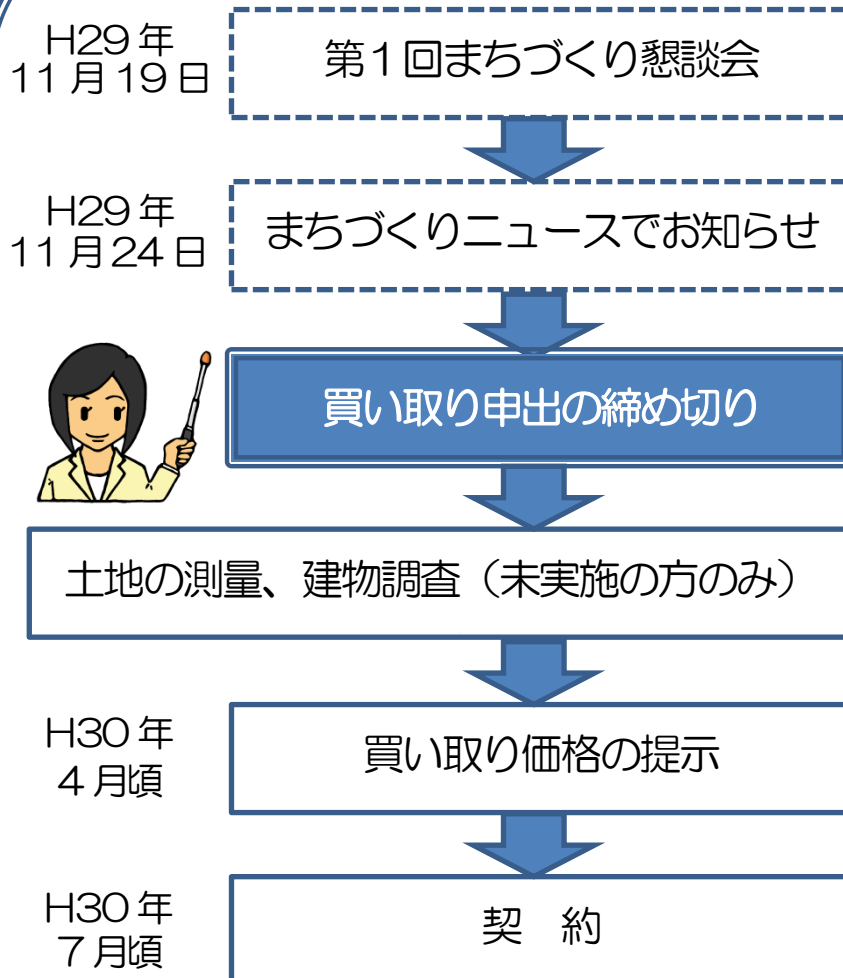 H29年
11月19日
第1回まちづくり懇談会
H29年
11月24日
まちづくりニュースでお知らせ
買い取り申出の締め切り
土地の測量、建物調査（未実施の方のみ）
H30年
4月頃
買い取り価格の提示
H30年
7月頃
契　約